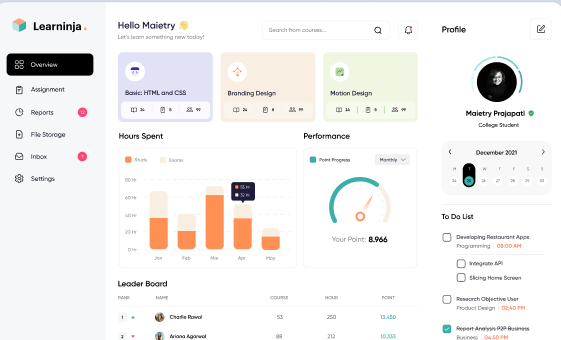 Learninja.
Overview
Assignment
Reports
File Storage
Inbox
Settings
Hello Maietry 👋
Let's learn something new today!
Search from courses...
Basic HTML and CSS
24 8 99
Branding Design
24 8 99
Motion Design
24 8 99
Hours Spent
Study Exams
80 Hr
60 Hr
40 Hr
20 Hr
0 Hr
Jan Feb Mar Apr May
Performance
Point Progress
Monthly
Your Point: 8.966
Leader Board
RANK NAME COURSE HOUR POINT
1 Charlie Rawal 53 250 13.450
2 Ariana Agarwal 88 212 10.333
Profile
Maietry Prajapati
College Student
December 2021
M T W T F S S
24 25 26 27 28 29 30
To Do List
Developing Restaurant Apps
Programming 08:00 AM
Integrate API
Slicing Home Screen
Research Objective User
Product Design 02:40 PM
Report Analysis P2P Business
Business 04:50 PM